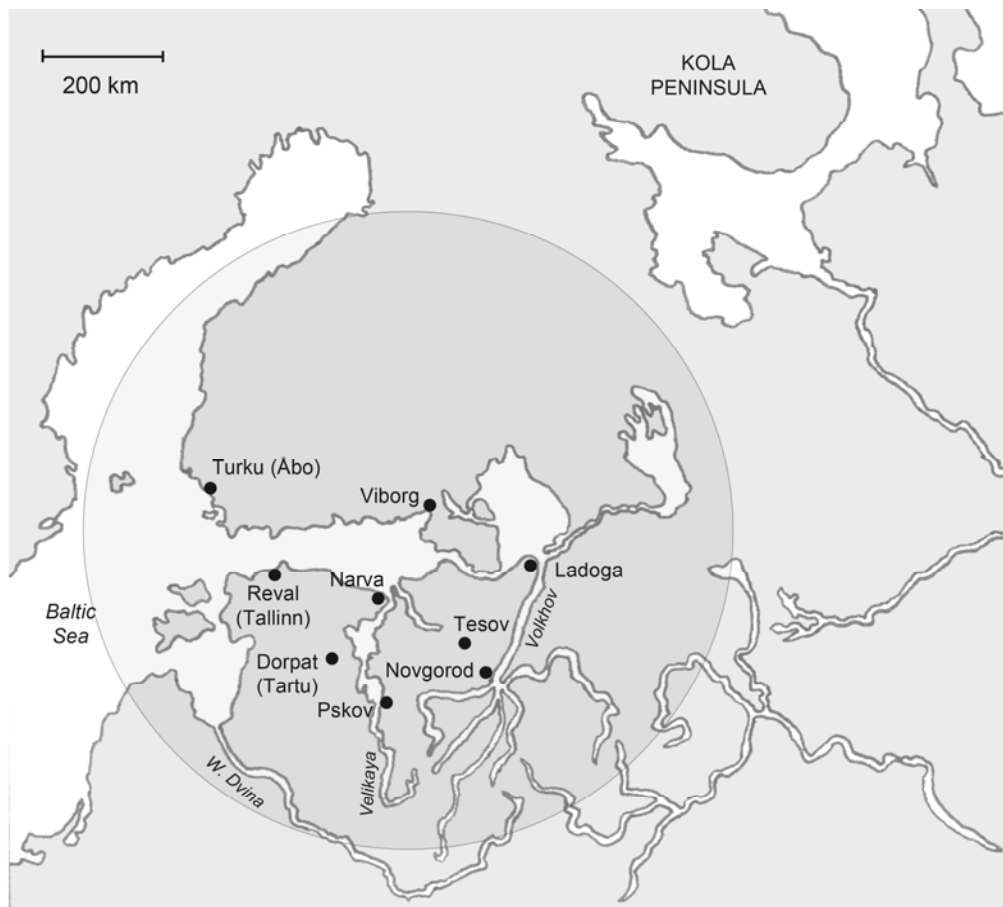 200 km
KOLA
PENINSULA
Turku (Åbo)
Viborg
Ladoga
Narva
Reval
(Tallinn)
Baltic
Sea
Tesov
Volkhov
Dorpat
(Tartu)
Novgorod
Pskov
W. Dvina
Velikaya